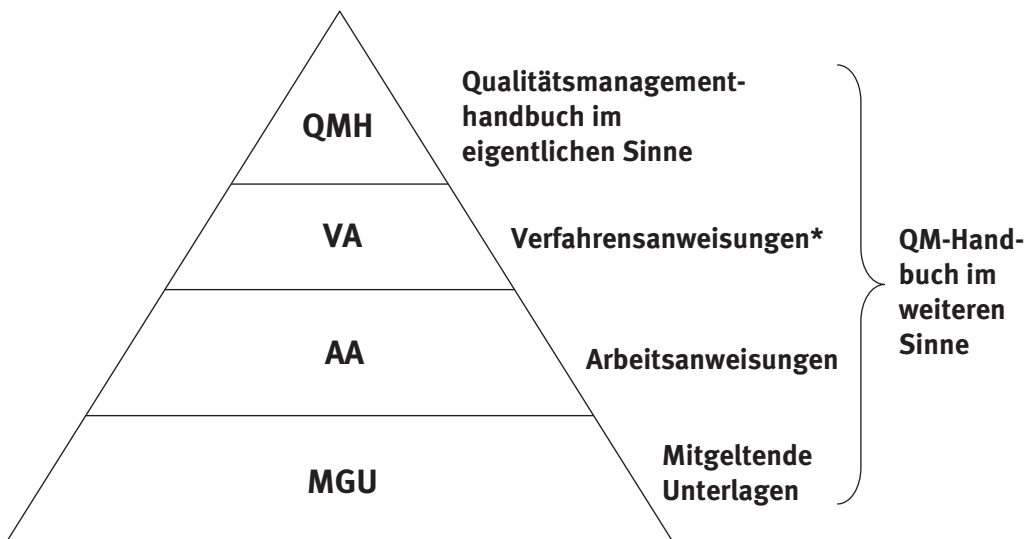 QMH
Qualitätsmanagement-
handbuch im
eigentlichen Sinne
VA
Verfahrensanweisungen*
QM-Hand-
buch im
weiteren
Sinne
AA
Arbeitsanweisungen
MGU
Mitgeltende
Unterlagen